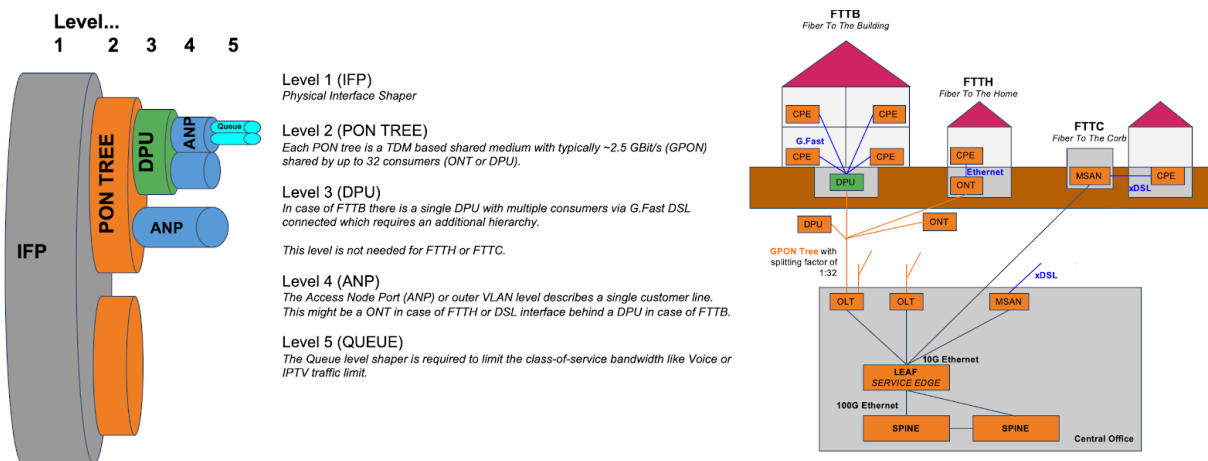 Level...
1 2 3 4 5
IFP
PON TREE
DPU
ANP
Queue
ANP
Level 1 (IFP)
Physical Interface Shaper
Level 2 (PON TREE)
Each PON tree is a TDM based shared medium with typically ~2.5 GBit/s (GPON)
shared by up to 32 consumers (ONT or DPU).
Level 3 (DPU)
In case of FTTB there is a single DPU with multiple consumers via G.Fast DSL
connected which requires an additional hierarchy.
This level is not needed for FTTH or FTTC.
Level 4 (ANP)
The Access Node Port (ANP) or outer VLAN level describes a single customer line.
This might be a ONT in case of FTTH or DSL interface behind a DPU in case of FTTB.
Level 5 (QUEUE)
The Queue level shaper is required to limit the class-of-service bandwidth like Voice or
IPTV traffic limit.
FTTB
Fiber To The Building
CPE
CPE
G.Fast
CPE
CPE
DPU
FTTH
Fiber To The Home
CPE
Ethernet
ONT
FTTC
Fiber To The Corb
MSAN
xDSL
CPE
DPU
ONT
GPON Tree with
splitting factor of
1:32
xDSL
OLT
OLT
MSAN
10G Ethernet
LEAF
SERVICE EDGE
100G Ethernet
SPINE
SPINE
Central Office